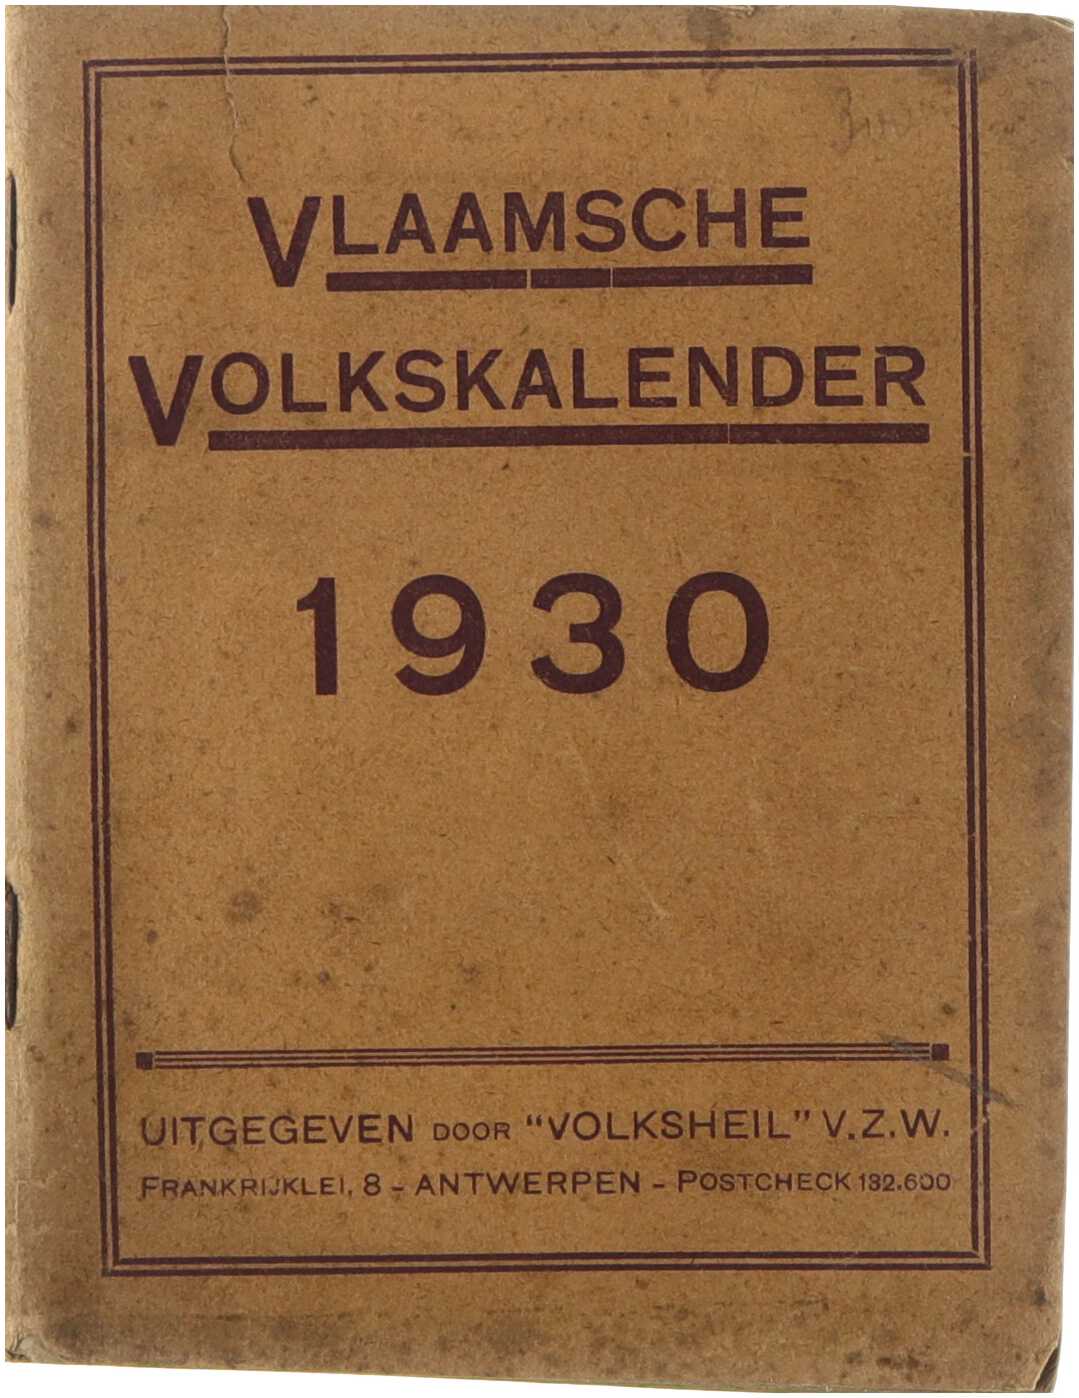 VLAAMSCHE
VOLKSKALENDER
1930
UITGEGEVEN DOOR "VOLKSHEIL" V.Z.W.
FRANKRIJKLEI, 8 - ANTWERPEN - POSTCHECK 132.600